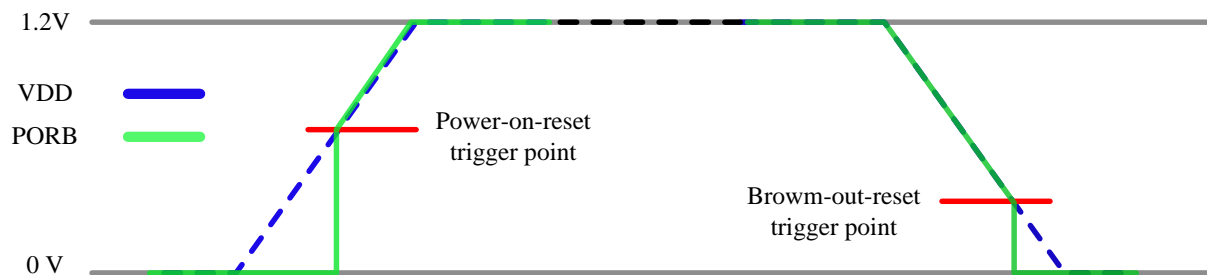 1.2V
VDD
PORB
Power-on-reset
trigger point
Browm-out-reset
trigger point
0 V